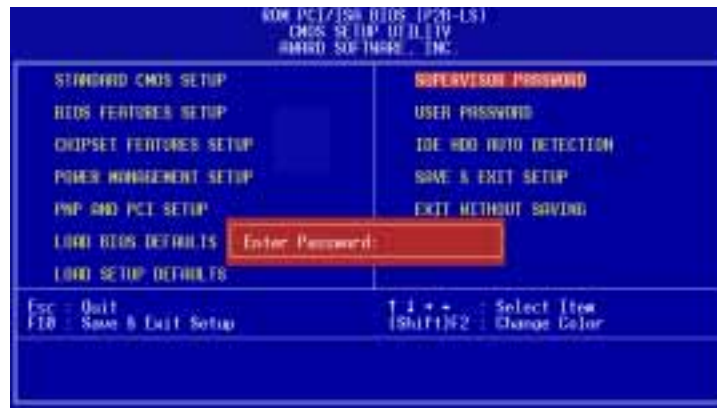 ROM PCI/ISA BIOS (P2B-LS)
CMOS SETUP UTILITY
AWARD SOFTWARE, INC.
STANDARD CMOS SETUP
BIOS FEATURES SETUP
CHIPSET FEATURES SETUP
POWER MANAGEMENT SETUP
PNP AND PCI SETUP
LOAD BIOS DEFAULTS
LOAD SETUP DEFAULTS
SUPERVISOR PASSWORD
USER PASSWORD
IDE HDD AUTO DETECTION
SAVE & EXIT SETUP
EXIT WITHOUT SAVING
Enter Password:
Esc : Quit
F10 : Save & Exit Setup
↑ ↓ → ← : Select Item
(Shift)F2 : Change Color